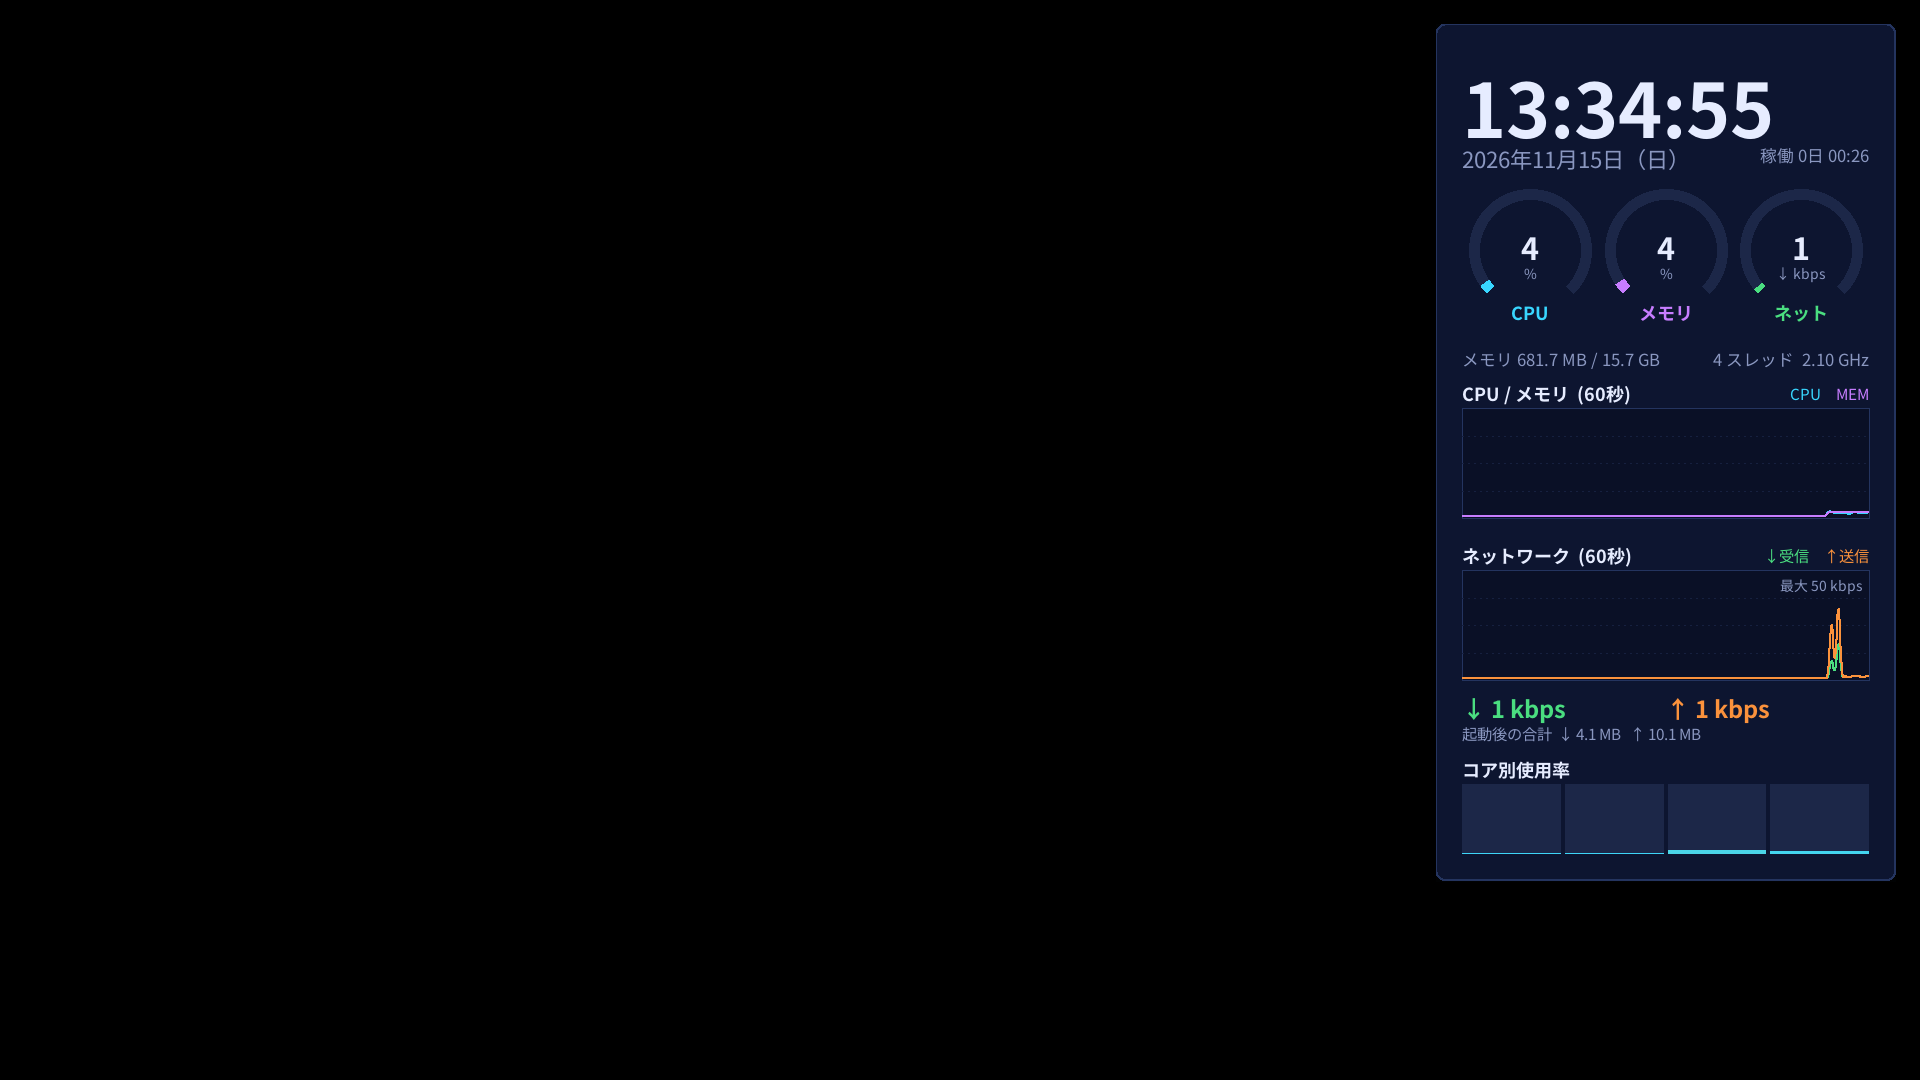 13:34:55
2026年11月15日（日） 稼働 0日 00:26
4 4 1
% % ↓ kbps
CPU メモリ ネット
メモリ 681.7 MB / 15.7 GB 4 スレッド 2.10 GHz
CPU / メモリ (60秒) CPU MEM
ネットワーク (60秒) ↓受信 ↑送信
最大 50 kbps
↓ 1 kbps ↑ 1 kbps
起動後の合計 ↓ 4.1 MB ↑ 10.1 MB
コア別使用率